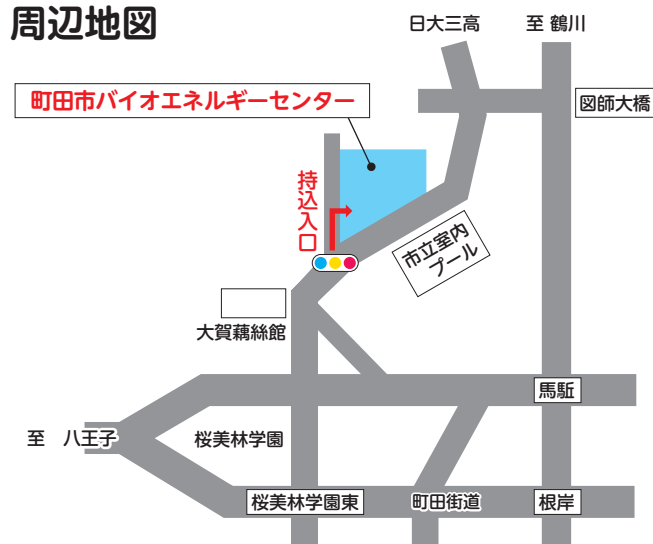 周辺地図
日大三高
至 鶴川
町田市バイオエネルギーセンター
図師大橋
持込入口
市立室内
プール
大賀藕絲館
馬駈
至 八王子
桜美林学園
桜美林学園東
町田街道
根岸